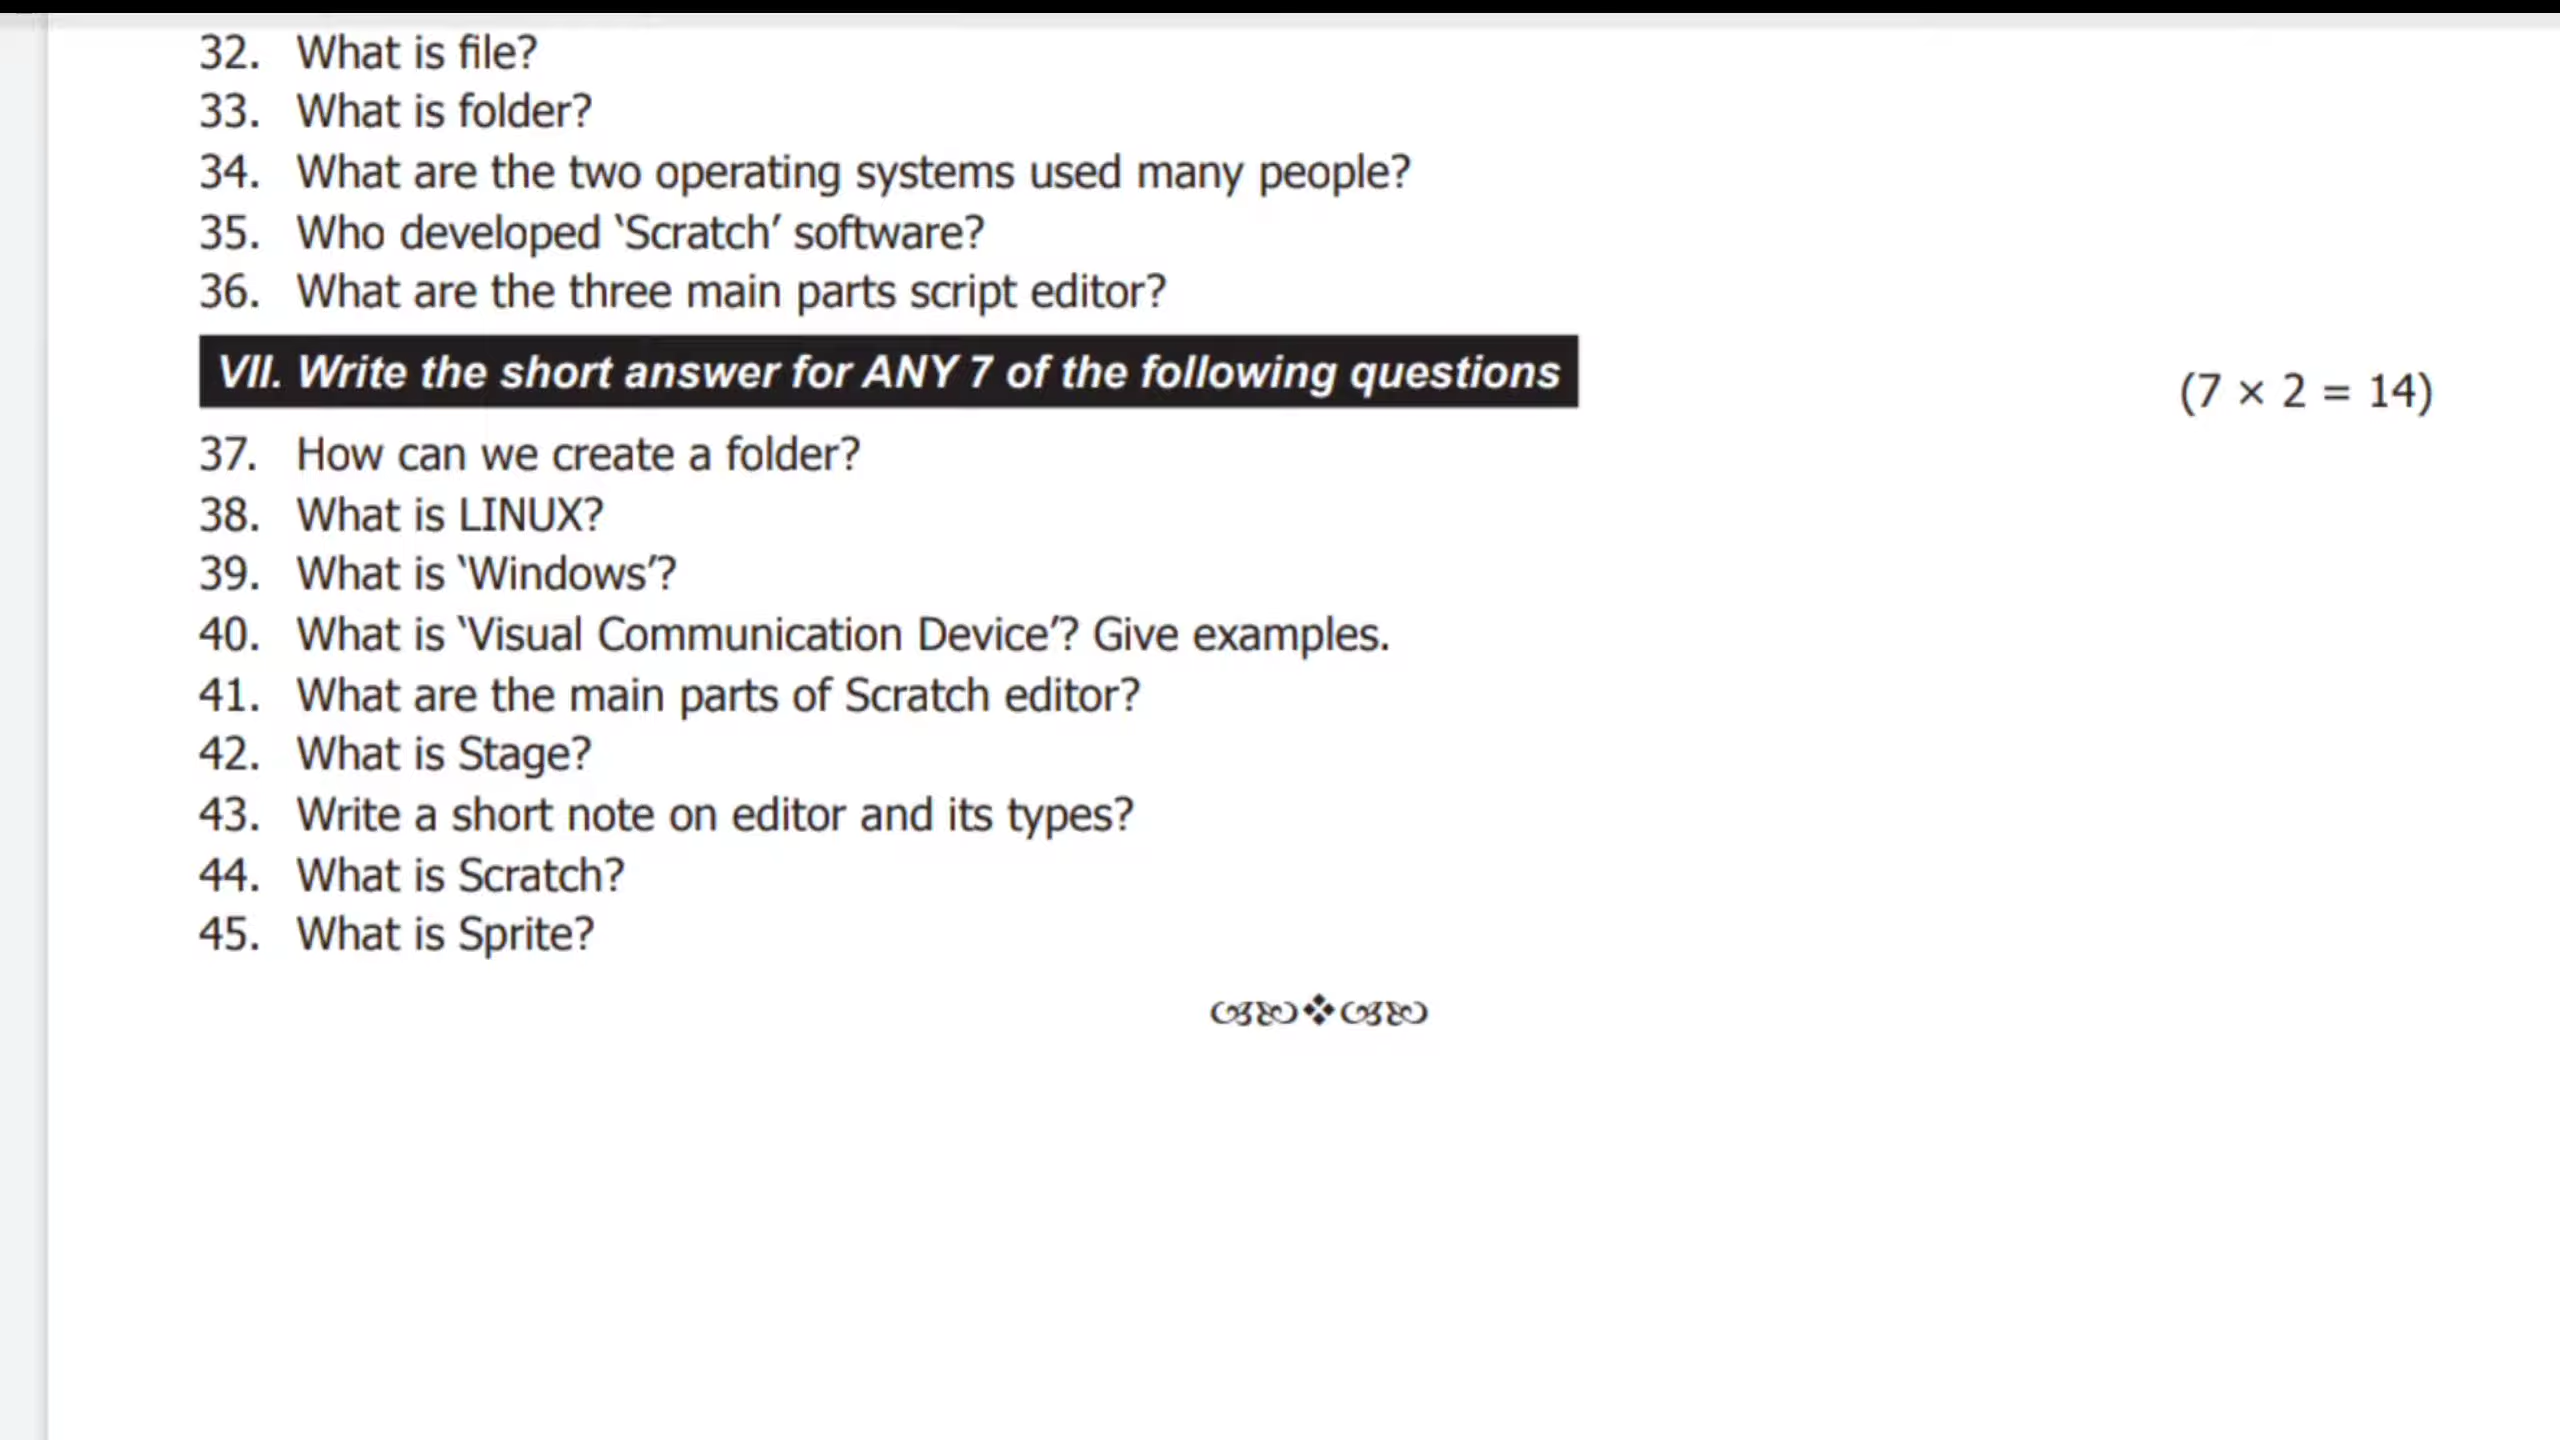 32. What is file?
33. What is folder?
34. What are the two operating systems used many people?
35. Who developed ‘Scratch’ software?
36. What are the three main parts script editor?
VII. Write the short answer for ANY 7 of the following questions (7 × 2 = 14)
37. How can we create a folder?
38. What is LINUX?
39. What is ‘Windows’?
40. What is ‘Visual Communication Device’? Give examples.
41. What are the main parts of Scratch editor?
42. What is Stage?
43. Write a short note on editor and its types?
44. What is Scratch?
45. What is Sprite?